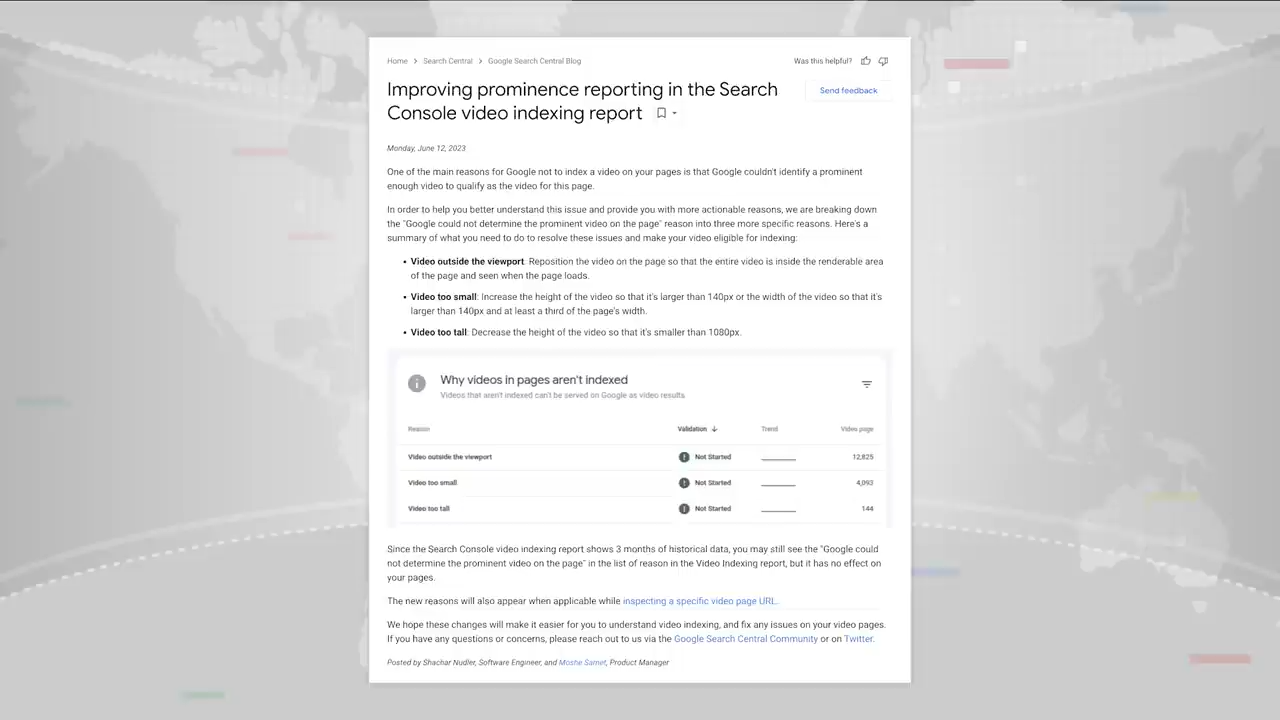 Home > Search Central > Google Search Central Blog
Was this helpful?
Improving prominence reporting in the Search
Console video indexing report
Send feedback
Monday, June 12, 2023
One of the main reasons for Google not to index a video on your pages is that Google couldn't identify a prominent
enough video to qualify as the video for this page.
In order to help you better understand this issue and provide you with more actionable reasons, we are breaking down
the "Google could not determine the prominent video on the page" reason into three more specific reasons. Here's a
summary of what you need to do to resolve these issues and make your video eligible for indexing:
• Video outside the viewport: Reposition the video on the page so that the entire video is inside the renderable area
of the page and seen when the page loads.
• Video too small: Increase the height of the video so that it's larger than 140px or the width of the video so that it's
larger than 140px and at least a third of the page's width.
• Video too tall: Decrease the height of the video so that it's smaller than 1080px.
Why videos in pages aren't indexed
Videos that aren't indexed can't be served on Google as video results.
Reason Validation Trend Video page
Video outside the viewport Not Started 12,825
Video too small Not Started 4,093
Video too tall Not Started 144
Since the Search Console video indexing report shows 3 months of historical data, you may still see the "Google could
not determine the prominent video on the page" in the list of reason in the Video Indexing report, but it has no effect on
your pages.
The new reasons will also appear when applicable while inspecting a specific video page URL.
We hope these changes will make it easier for you to understand video indexing, and fix any issues on your video pages.
If you have any questions or concerns, please reach out to us via the Google Search Central Community or on Twitter.
Posted by Shachar Nudler, Software Engineer, and Moshe Samet, Product Manager